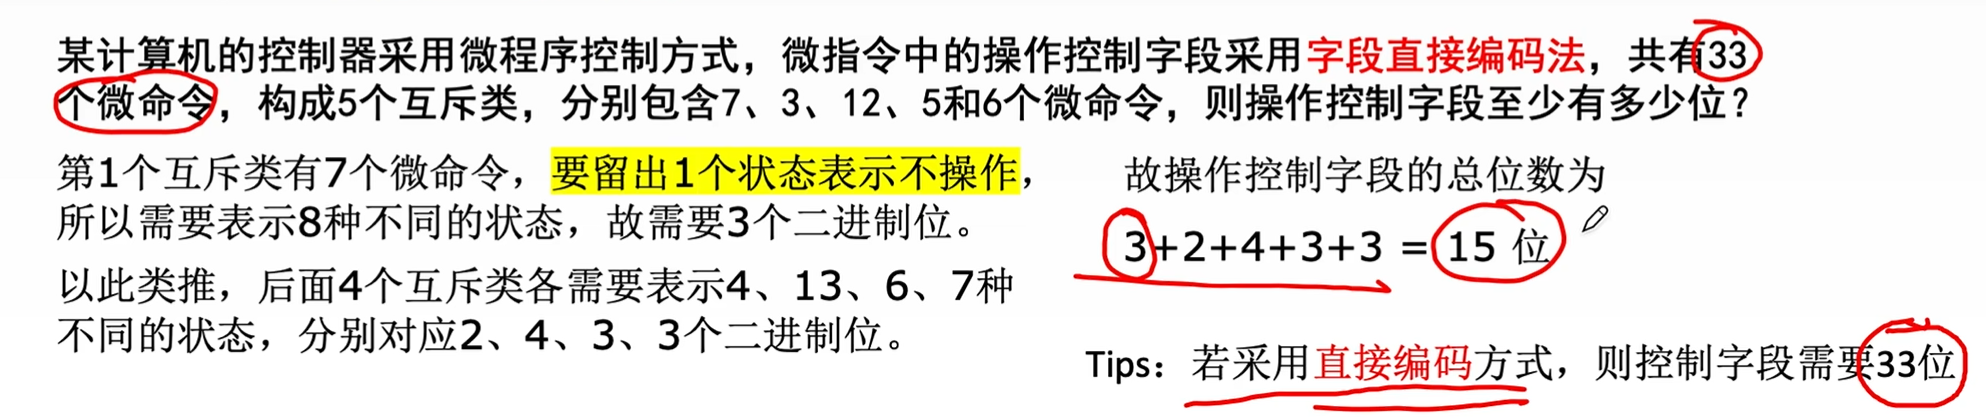 某计算机的控制器采用微程序控制方式，微指令中的操作控制字段采用字段直接编码法，共有33
个微命令，构成5个互斥类，分别包含7、3、12、5和6个微命令，则操作控制字段至少有多少位？
第1个互斥类有7个微命令，要留出1个状态表示不操作，
所以需要表示8种不同的状态，故需要3个二进制位。
以此类推，后面4个互斥类各需要表示4、13、6、7种
不同的状态，分别对应2、4、3、3个二进制位。
故操作控制字段的总位数为
3+2+4+3+3 = 15 位
Tips：若采用直接编码方式，则控制字段需要33位